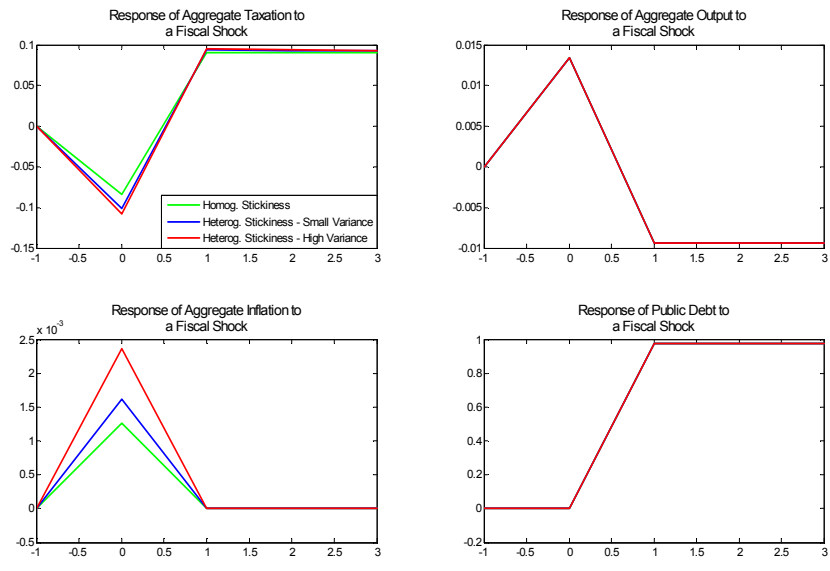 Response of Aggregate Taxation to
a Fiscal Shock
0.1
0.05
0
-0.05
-0.1
-0.15
-1 -0.5 0 0.5 1 1.5 2 2.5 3
Homog. Stickiness
Heterog. Stickiness - Small Variance
Heterog. Stickiness - High Variance
Response of Aggregate Output to
a Fiscal Shock
0.015
0.01
0.005
0
-0.005
-0.01
-1 -0.5 0 0.5 1 1.5 2 2.5 3
Response of Aggregate Inflation to
a Fiscal Shock
x 10-3
2.5
2
1.5
1
0.5
0
-0.5
-1 -0.5 0 0.5 1 1.5 2 2.5 3
Response of Public Debt to
a Fiscal Shock
1
0.8
0.6
0.4
0.2
0
-0.2
-1 -0.5 0 0.5 1 1.5 2 2.5 3